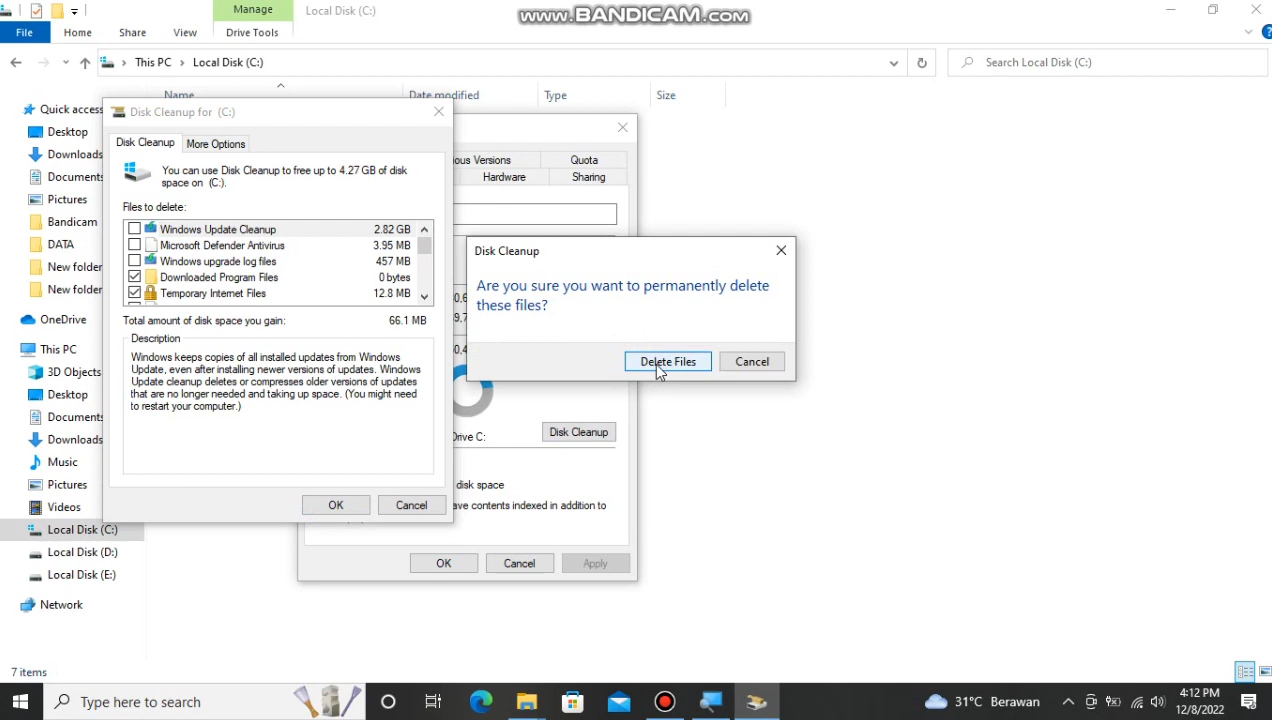 Manage
Local Disk (C:)
www.BANDICAM.com
File
Home
Share
View
Drive Tools
This PC
Local Disk (C:)
Search Local Disk (C:)
Name
Date modified
Type
Size
Quick access
Desktop
Downloads
Documents
Pictures
Bandicam
DATA
New folder
New folder
OneDrive
This PC
3D Objects
Desktop
Documents
Downloads
Music
Pictures
Videos
Local Disk (C:)
Local Disk (D:)
Local Disk (E:)
Network
7 items
Disk Cleanup for (C:)
Disk Cleanup
More Options
You can use Disk Cleanup to free up to 4.27 GB of disk
space on (C:).
Files to delete:
Windows Update Cleanup 2.82 GB
Microsoft Defender Antivirus 3.95 MB
Windows upgrade log files 457 MB
Downloaded Program Files 0 bytes
Temporary Internet Files 12.8 MB
Total amount of disk space you gain: 66.1 MB
Description
Windows keeps copies of all installed updates from Windows
Update, even after installing newer versions of updates. Windows
Update cleanup deletes or compresses older versions of updates
that are no longer needed and taking up space. (You might need
to restart your computer.)
OK
Cancel
ious Versions
Quota
Hardware
Sharing
Drive C:
Disk Cleanup
disk space
ave contents indexed in addition to
OK
Cancel
Apply
Disk Cleanup
Are you sure you want to permanently delete
these files?
Delete Files
Cancel
Type here to search
31°C Berawan
4:12 PM
12/8/2022